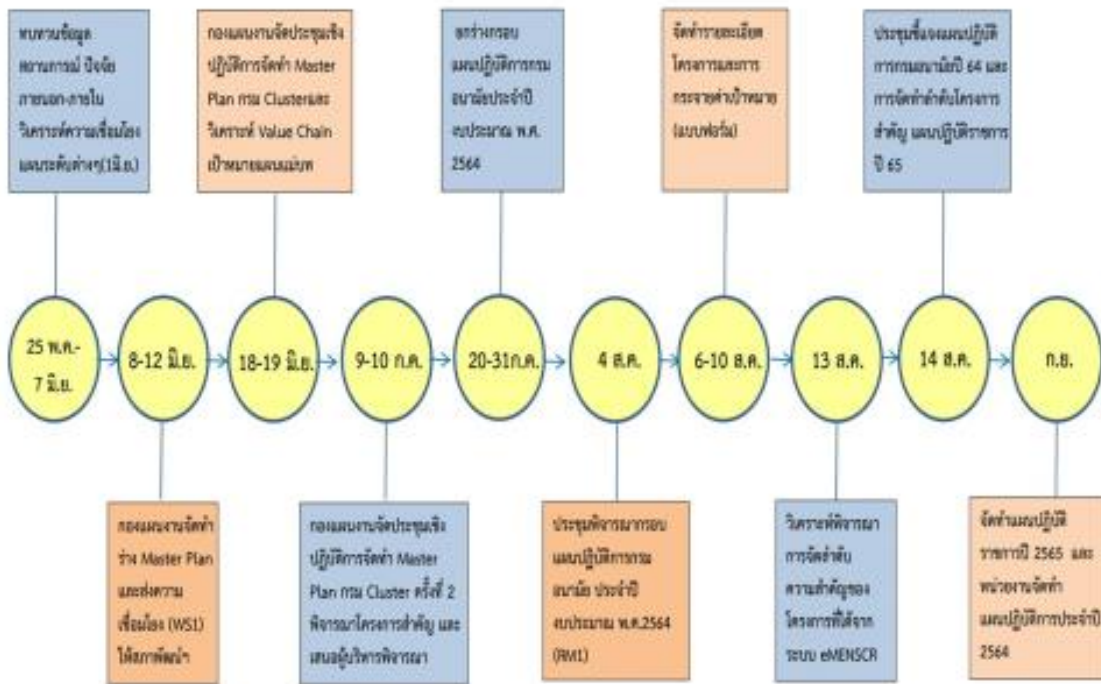 ทบทวนข้อมูล
สถานการณ์ ปัจจัย
ภายนอก-ภายใน
วิเคราะห์ความเชื่อมโยง
แผนระดับต่างๆ(1มิ.ย.)
กองแผนงานจัดประชุมเชิง
ปฏิบัติการจัดทำ Master
Plan กรม Clusterและ
วิเคราะห์ Value Chain
เป้าหมายแผนแม่บท
ยกร่างกรอบ
แผนปฏิบัติการกรม
อนามัยประจำปี
งบประมาณ พ.ศ.
2564
จัดทำรายละเอียด
โครงการและการ
กระจายค่าเป้าหมาย
(แบบฟอร์ม)
ประชุมชี้แจงแผนปฏิบัติ
การกรมอนามัยปี 64 และ
การจัดทำลำดับโครงการ
สำคัญ แผนปฏิบัติราชการ
ปี 65
25 พ.ค.-
7 มิ.ย.
8-12 มิ.ย.
18-19 มิ.ย.
9-10 ก.ค.
20-31ก.ค.
4 ส.ค.
6-10 ส.ค.
13 ส.ค.
14 ส.ค.
ก.ย.
กองแผนงานจัดทำ
ร่าง Master Plan
และส่งความ
เชื่อมโยง (WS1)
ให้สภาพัฒน์ฯ
กองแผนงานจัดประชุมเชิง
ปฏิบัติการจัดทำ Master
Plan กรม Cluster ครั้งที่ 2
พิจารณาโครงการสำคัญ และ
เสนอผู้บริหารพิจารณา
ประชุมพิจารณากรอบ
แผนปฏิบัติการกรม
อนามัย ประจำปี
งบประมาณ พ.ศ.2564
(RM1)
วิเคราะห์พิจารณา
การจัดลำดับ
ความสำคัญของ
โครงการที่ได้จาก
ระบบ eMENSCR
จัดทำแผนปฏิบัติ
ราชการปี 2565 และ
หน่วยงานจัดทำ
แผนปฏิบัติการประจำปี
2564